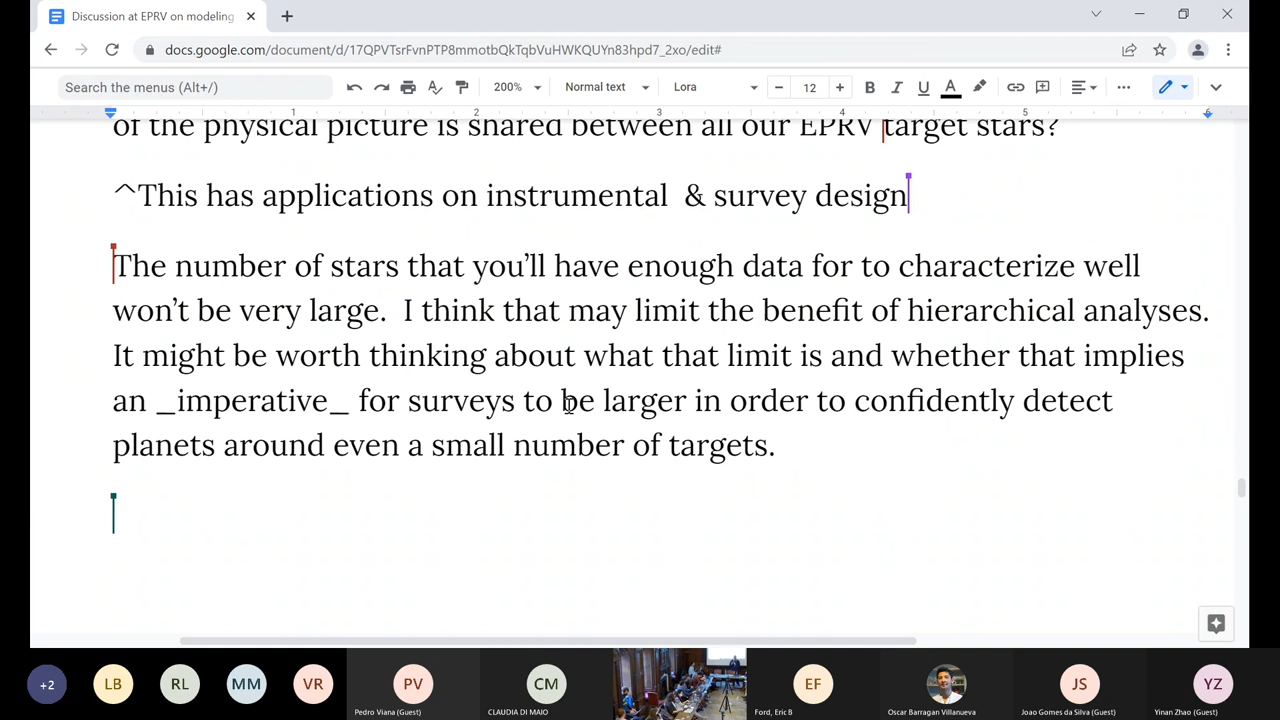 Discussion at EPRV on modeling
docs.google.com/document/d/17QPVTsrFvnPTP8mmotbQkTqbVuHWKQUYn83hpd7_2xo/edit#
Search the menus (Alt+/)
200%
Normal text
Lora
12
B
I
U
A
1
2
3
4
5
6
of the physical picture is shared between all our EPRV target stars?
^This has applications on instrumental & survey design
The number of stars that you’ll have enough data for to characterize well
won’t be very large. I think that may limit the benefit of hierarchical analyses.
It might be worth thinking about what that limit is and whether that implies
an _imperative_ for surveys to be larger in order to confidently detect
planets around even a small number of targets.
+2
LB
RL
MM
VR
PV
CM
EF
JS
YZ
Pedro Viana (Guest)
CLAUDIA DI MAIO
Ford, Eric B
Oscar Barragan Villanueva
Joao Gomes da Silva (Guest)
Yinan Zhao (Guest)